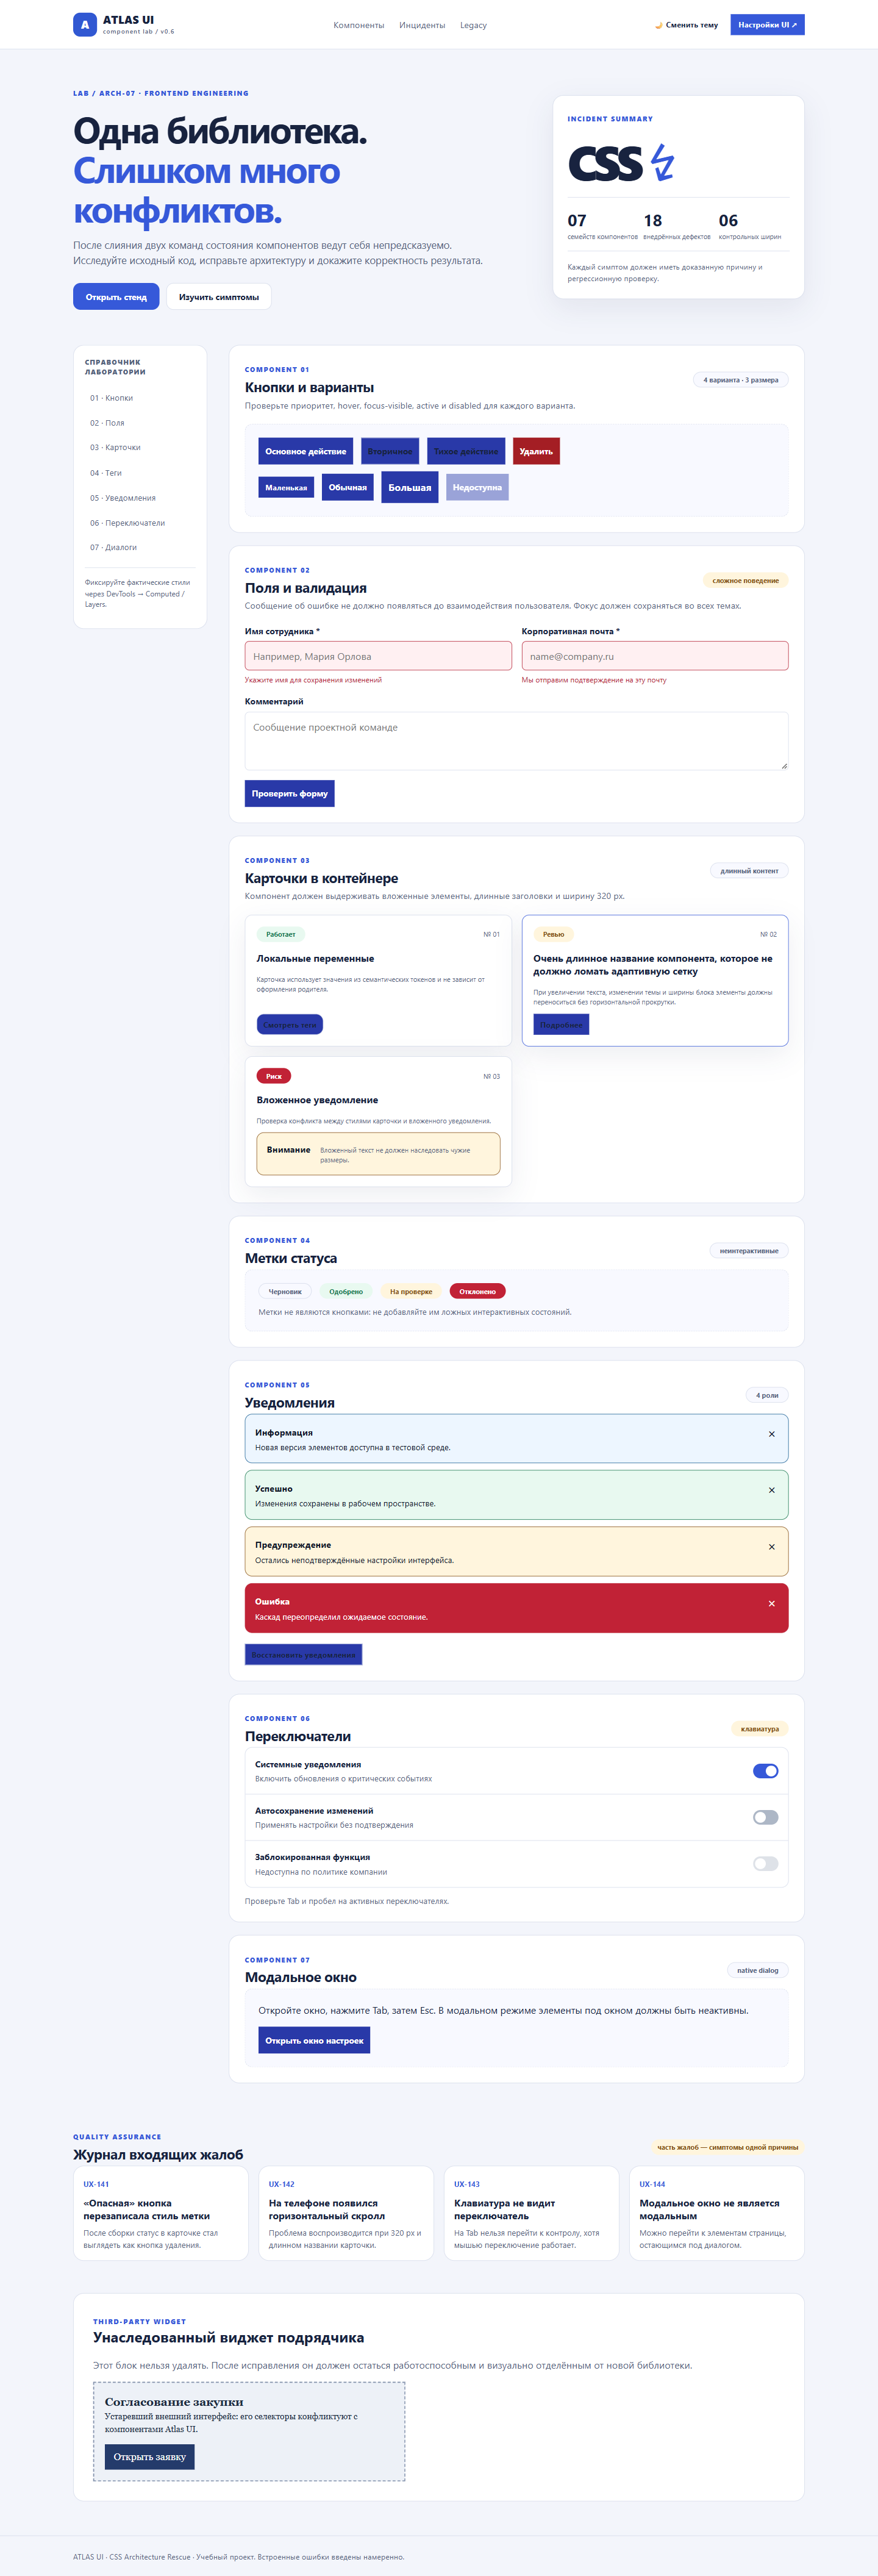 A
ATLAS UI
component lab / v0.6
Компоненты
Инциденты
Legacy
🌙 Сменить тему
Настройки UI ↗
LAB / ARCH-07 · FRONTEND ENGINEERING
Одна библиотека.
Слишком много
конфликтов.
После слияния двух команд состояния компонентов ведут себя непредсказуемо.
Исследуйте исходный код, исправьте архитектуру и докажите корректность результата.
Открыть стенд
Изучить симптомы
INCIDENT SUMMARY
CSS↯
07
семейств компонентов
18
внедрённых дефектов
06
контрольных ширин
Каждый симптом должен иметь доказанную причину и
регрессионную проверку.
СПРАВОЧНИК
ЛАБОРАТОРИИ
01 · Кнопки
02 · Поля
03 · Карточки
04 · Теги
05 · Уведомления
06 · Переключатели
07 · Диалоги
Фиксируйте фактические стили
через DevTools → Computed /
Layers.
COMPONENT 01
Кнопки и варианты
4 варианта · 3 размера
Проверьте приоритет, hover, focus-visible, active и disabled для каждого варианта.
Основное действие
Вторичное
Тихое действие
Удалить
Маленькая
Обычная
Большая
Недоступна
COMPONENT 02
Поля и валидация
сложное поведение
Сообщение об ошибке не должно появляться до взаимодействия пользователя. Фокус должен сохраняться во всех темах.
Имя сотрудника *
Корпоративная почта *
Например, Мария Орлова
name@company.ru
Укажите имя для сохранения изменений
Мы отправим подтверждение на эту почту
Комментарий
Сообщение проектной команде
Проверить форму
COMPONENT 03
Карточки в контейнере
длинный контент
Компонент должен выдерживать вложенные элементы, длинные заголовки и ширину 320 px.
Работает
№ 01
Локальные переменные
Карточка использует значения из семантических токенов и не зависит от
оформления родителя.
Смотреть теги
Ревью
№ 02
Очень длинное название компонента, которое не
должно ломать адаптивную сетку
При увеличении текста, изменении темы и ширины блока элементы должны
переноситься без горизонтальной прокрутки.
Подробнее
Риск
№ 03
Вложенное уведомление
Проверка конфликта между стилями карточки и вложенного уведомления.
Внимание
Вложенный текст не должен наследовать чужие
размеры.
COMPONENT 04
Метки статуса
неинтерактивные
Черновик
Одобрено
На проверке
Отклонено
Метки не являются кнопками: не добавляйте им ложных интерактивных состояний.
COMPONENT 05
Уведомления
4 роли
Информация
Новая версия элементов доступна в тестовой среде.
×
Успешно
Изменения сохранены в рабочем пространстве.
×
Предупреждение
Остались неподтверждённые настройки интерфейса.
×
Ошибка
Каскад переопределил ожидаемое состояние.
×
Восстановить уведомления
COMPONENT 06
Переключатели
клавиатура
Системные уведомления
Включить обновления о критических событиях
Автосохранение изменений
Применять настройки без подтверждения
Заблокированная функция
Недоступна по политике компании
Проверьте Tab и пробел на активных переключателях.
COMPONENT 07
Модальное окно
native dialog
Откройте окно, нажмите Tab, затем Esc. В модальном режиме элементы под окном должны быть неактивны.
Открыть окно настроек
QUALITY ASSURANCE
Журнал входящих жалоб
часть жалоб — симптомы одной причины
UX-141
«Опасная» кнопка
перезаписала стиль метки
После сборки статус в карточке стал
выглядеть как кнопка удаления.
UX-142
На телефоне появился
горизонтальный скролл
Проблема воспроизводится при 320 px и
длинном названии карточки.
UX-143
Клавиатура не видит
переключатель
На Tab нельзя перейти к контролу, хотя
мышью переключение работает.
UX-144
Модальное окно не является
модальным
Можно перейти к элементам страницы,
остающимся под диалогом.
THIRD-PARTY WIDGET
Унаследованный виджет подрядчика
Этот блок нельзя удалять. После исправления он должен остаться работоспособным и визуально отделённым от новой библиотеки.
Согласование закупки
Устаревший внешний интерфейс: его селекторы конфликтуют с
компонентами Atlas UI.
Открыть заявку
ATLAS UI · CSS Architecture Rescue · Учебный проект. Встроенные ошибки введены намеренно.